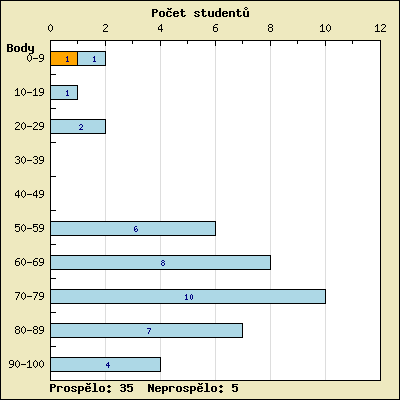 Počet studentů
0 2 4 6 8 10 12
Body
0-9 1 1
10-19 1
20-29 2
30-39
40-49
50-59 6
60-69 8
70-79 10
80-89 7
90-100 4
Prospělo: 35 Neprospělo: 5